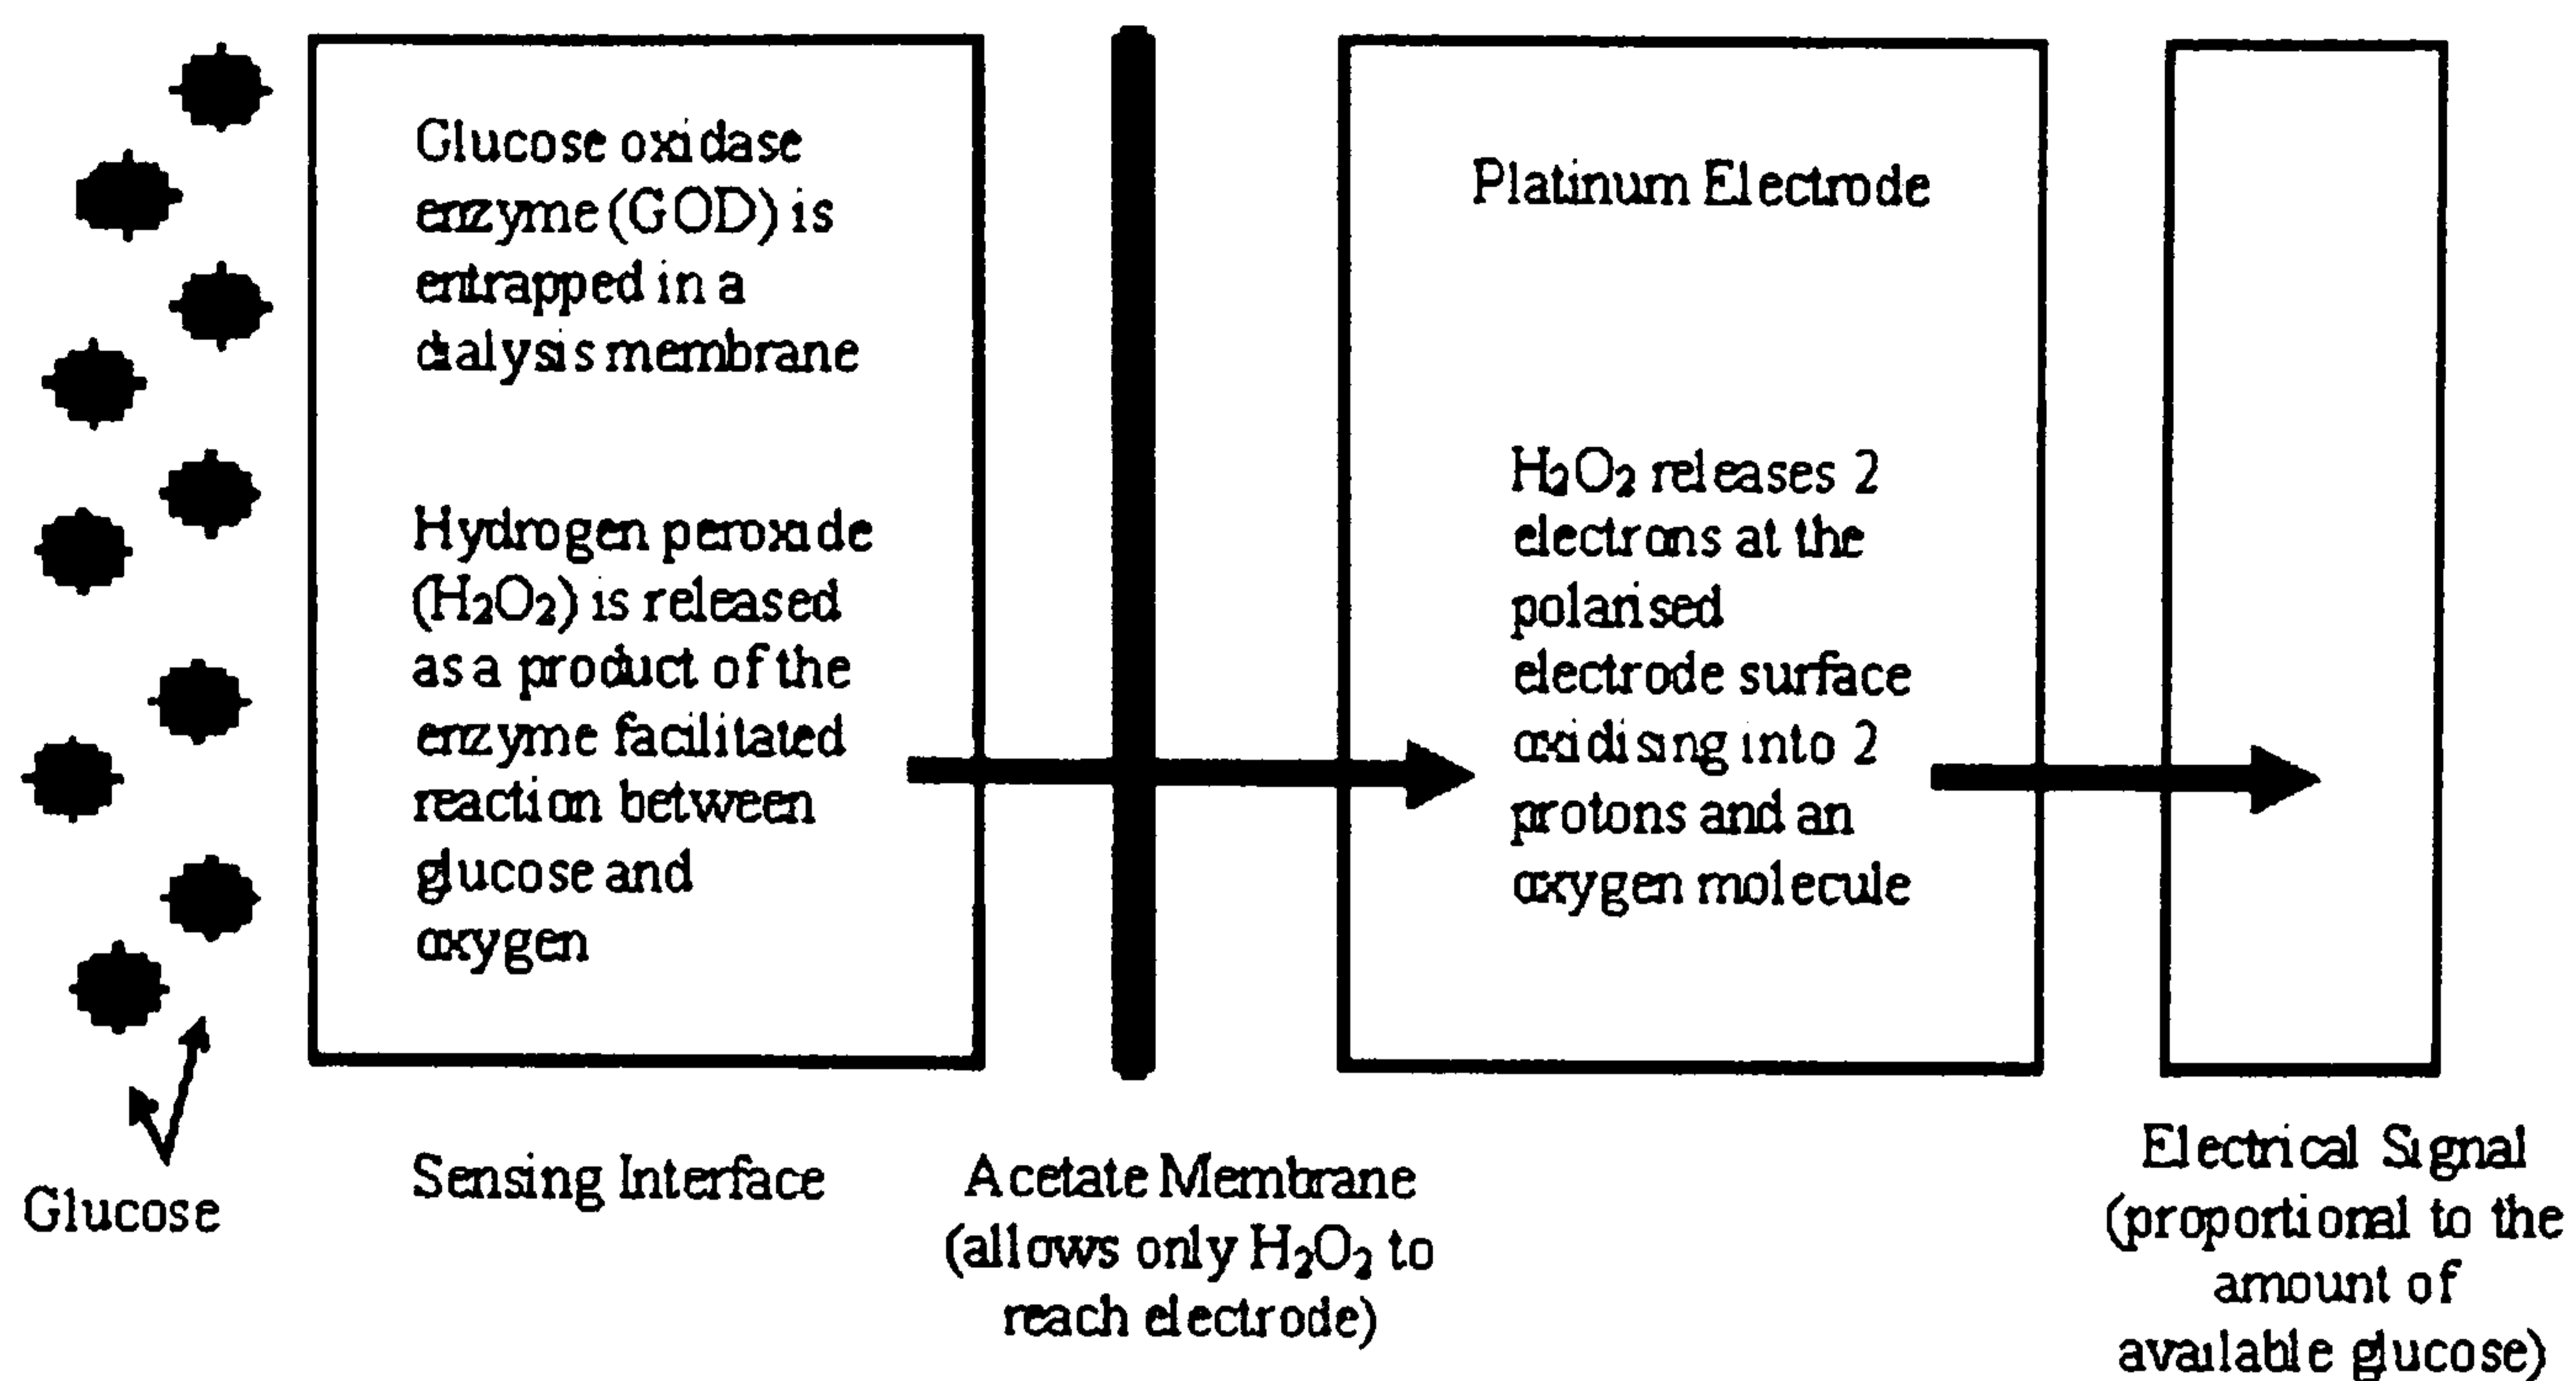 Glucose oxidase
enzyme (GOD) is
entrapped in a
dialysis membrane
Hydrogen peroxide
(H₂O₂) is released
as a product of the
enzyme facilitated
reaction between
glucose and
oxygen
Platinum Electrode
H₂O₂ releases 2
electrons at the
polarised
electrode surface
oxidising into 2
protons and an
oxygen molecule
Glucose
Sensing Interface
Acetate Membrane
(allows only H₂O₂ to
reach electrode)
Electrical Signal
(proportional to the
amount of
available glucose)